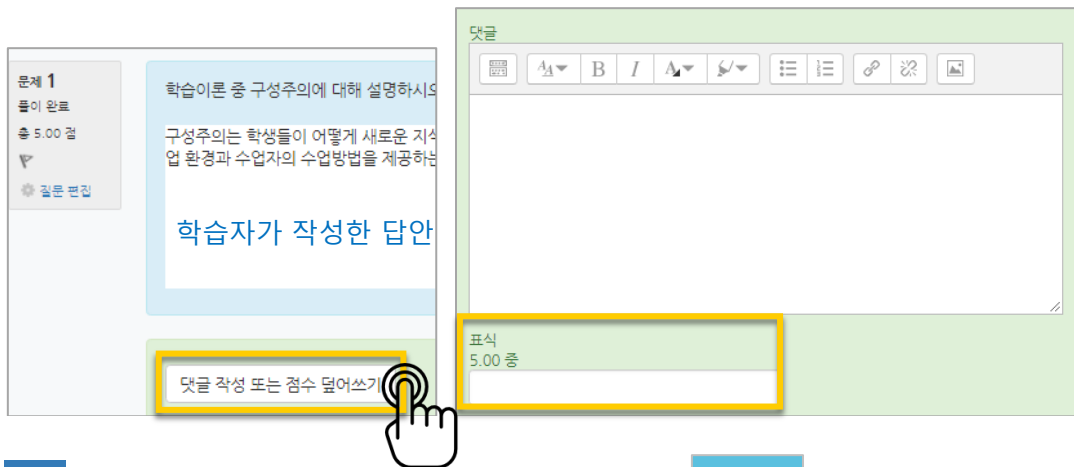 문제 1
풀이 완료
총 5.00 점
질문 편집
학습이론 중 구성주의에 대해 설명하시오
구성주의는 학생들이 어떻게 새로운 지식
업 환경과 수업자의 수업방법을 제공하는
학습자가 작성한 답안
댓글 작성 또는 점수 덮어쓰기
댓글
표식
5.00 중